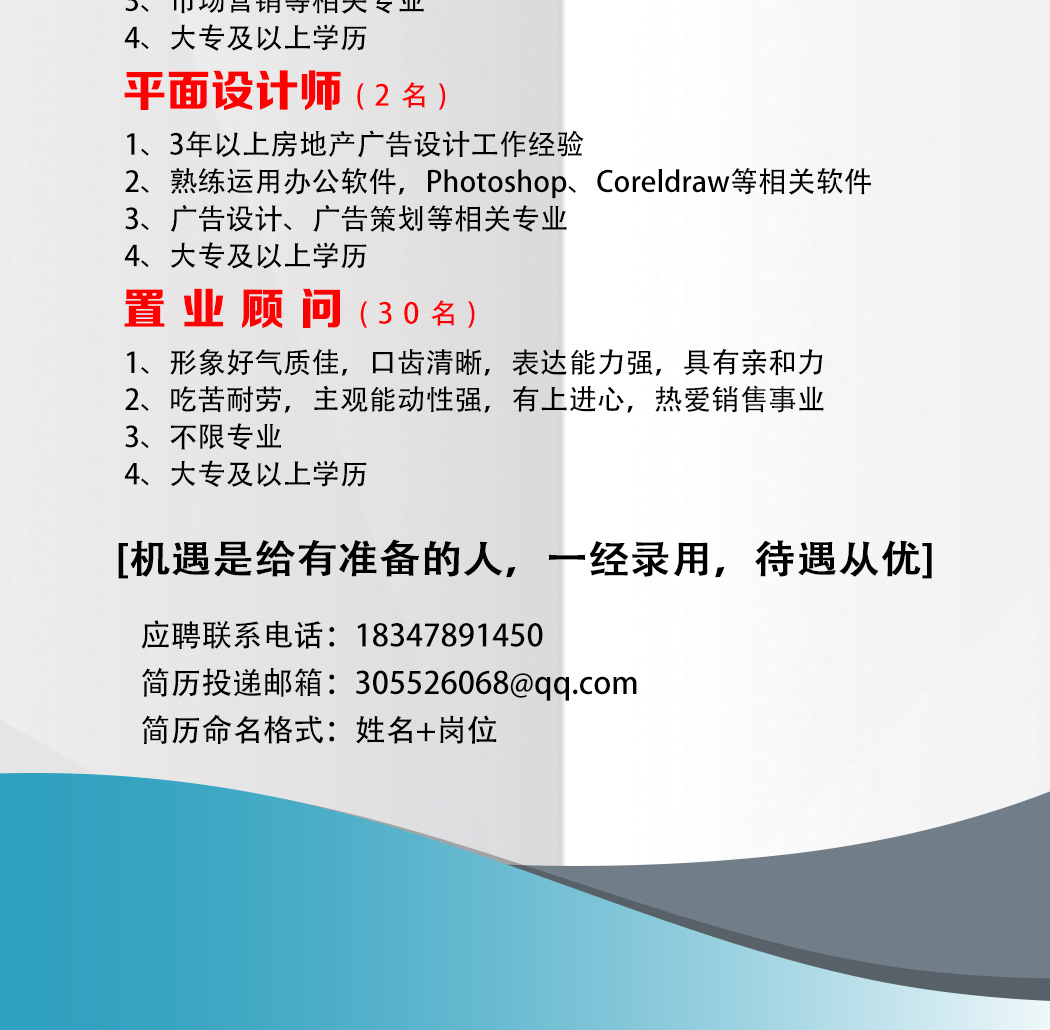 3、市场营销等相关专业
4、大专及以上学历
平面设计师(2名)
1、3年以上房地产广告设计工作经验
2、熟练运用办公软件，Photoshop、Coreldraw等相关软件
3、广告设计、广告策划等相关专业
4、大专及以上学历
置业顾问(30名)
1、形象好气质佳，口齿清晰，表达能力强，具有亲和力
2、吃苦耐劳，主观能动性强，有上进心，热爱销售事业
3、不限专业
4、大专及以上学历
[机遇是给有准备的人，一经录用，待遇从优]
应聘联系电话：18347891450
简历投递邮箱：305526068@qq.com
简历命名格式：姓名+岗位